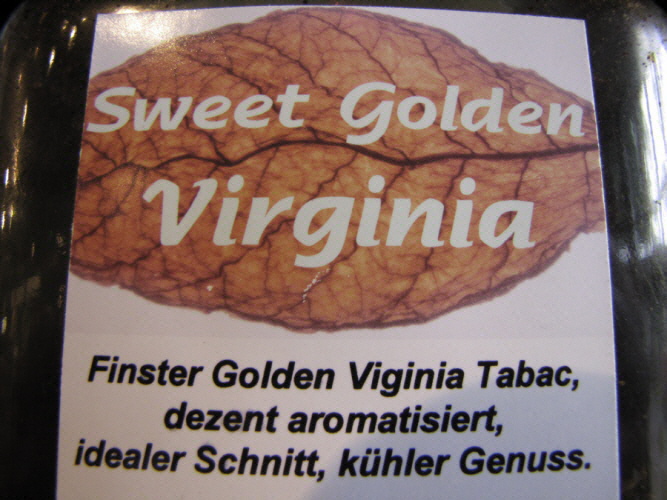 Sweet Golden
Virginia
Finster Golden Viginia Tabac,
dezent aromatisiert,
idealer Schnitt, kühler Genuss.